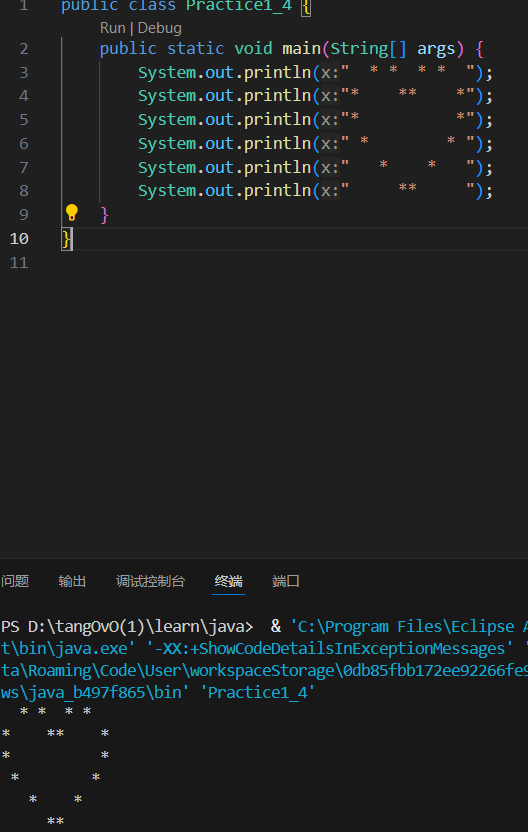 1 public class Practice1_4 {
Run | Debug
2 public static void main(String[] args) {
3 System.out.println(x:"  * *  * *  ");
4 System.out.println(x:"*    **    *");
5 System.out.println(x:"*          *");
6 System.out.println(x:" *        * ");
7 System.out.println(x:"   *    *   ");
8 System.out.println(x:"     **     ");
9 }
10 }
11
问题 输出 调试控制台 终端 端口
PS D:\tangOvO(1)\learn\java>  & 'C:\Program Files\Eclipse A
t\bin\java.exe' '-XX:+ShowCodeDetailsInExceptionMessages' '
ta\Roaming\Code\User\workspaceStorage\0db85fbb172ee92266fe9
ws\java_b497f865\bin' 'Practice1_4'
  * *  * *
*    **    *
*          *
 *        *
   *    *
     **